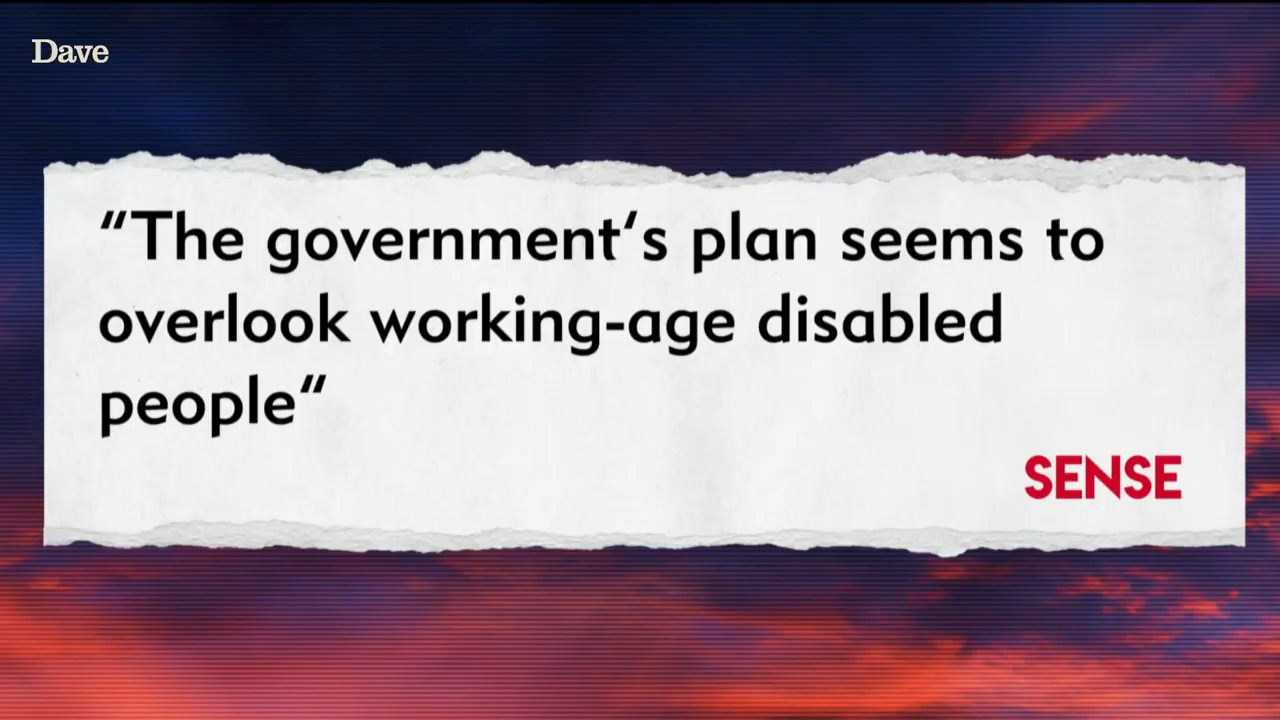 Dave
“The government‘s plan seems to
overlook working-age disabled
people“
SENSE